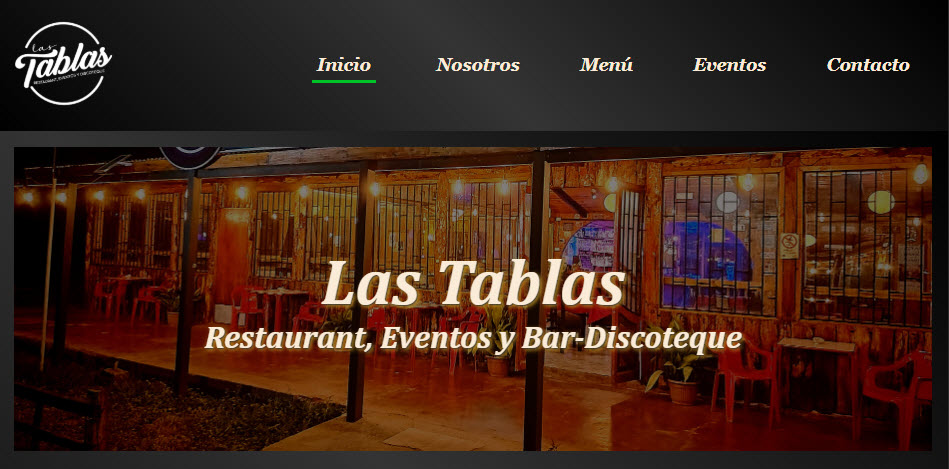 Las
Tablas
RESTAURANT, EVENTOS Y DISCOTEQUE
Inicio
Nosotros
Menú
Eventos
Contacto
Las Tablas
Restaurant, Eventos y Bar-Discoteque